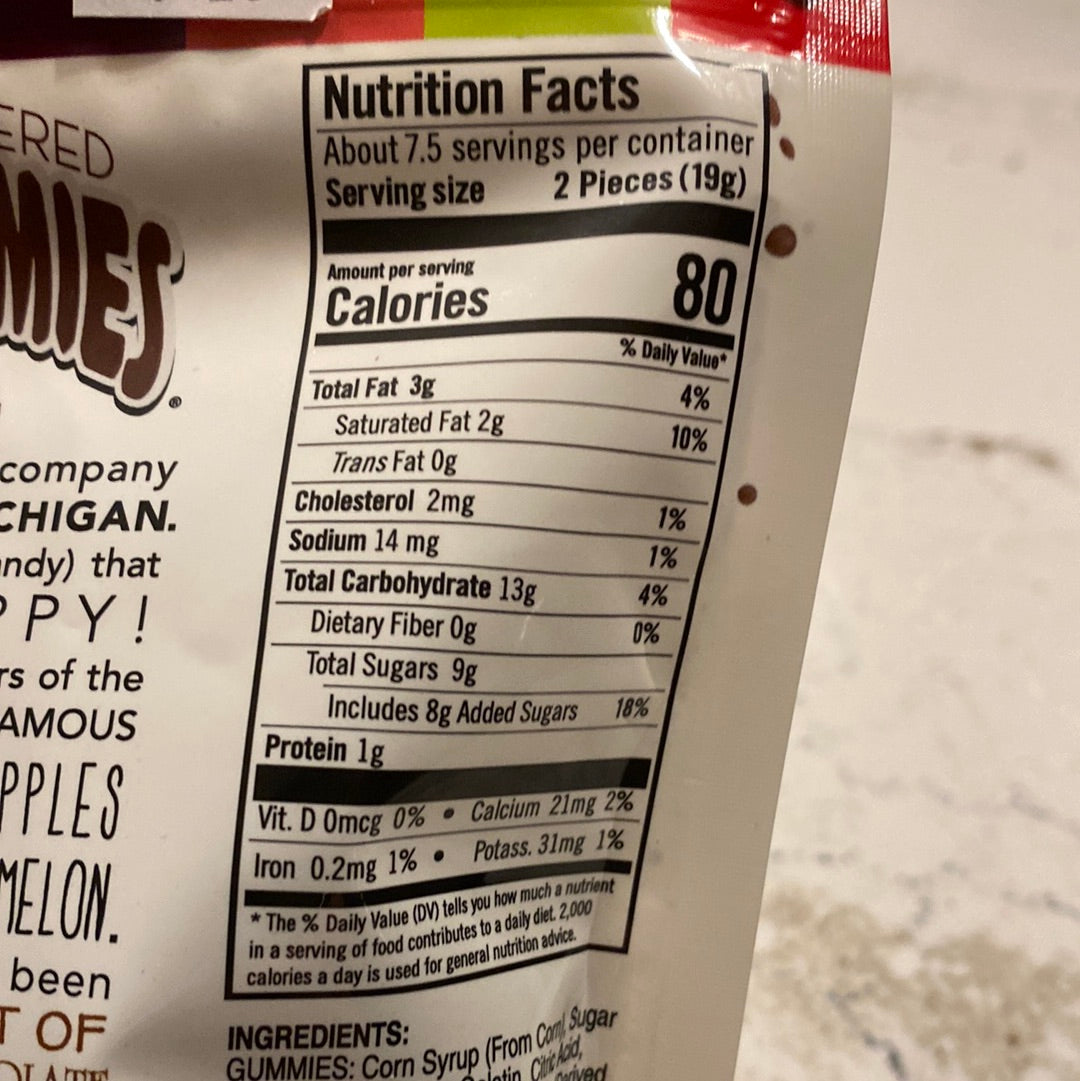 ERED
MIES®
company
CHIGAN.
andy) that
PPY!
rs of the
AMOUS
PPLES
MELON.
been
T OF
OLATE
Nutrition Facts
About 7.5 servings per container
Serving size 2 Pieces (19g)
Amount per serving
Calories 80
% Daily Value*
Total Fat 3g 4%
Saturated Fat 2g 10%
Trans Fat 0g
Cholesterol 2mg 1%
Sodium 14 mg 1%
Total Carbohydrate 13g 4%
Dietary Fiber 0g 0%
Total Sugars 9g
Includes 8g Added Sugars 18%
Protein 1g
Vit. D 0mcg 0% • Calcium 21mg 2%
Iron 0.2mg 1% • Potass. 31mg 1%
* The % Daily Value (DV) tells you how much a nutrient
in a serving of food contributes to a daily diet. 2,000
calories a day is used for general nutrition advice.
INGREDIENTS:
GUMMIES: Corn Syrup (From Corn), Sugar
Citric Acid,